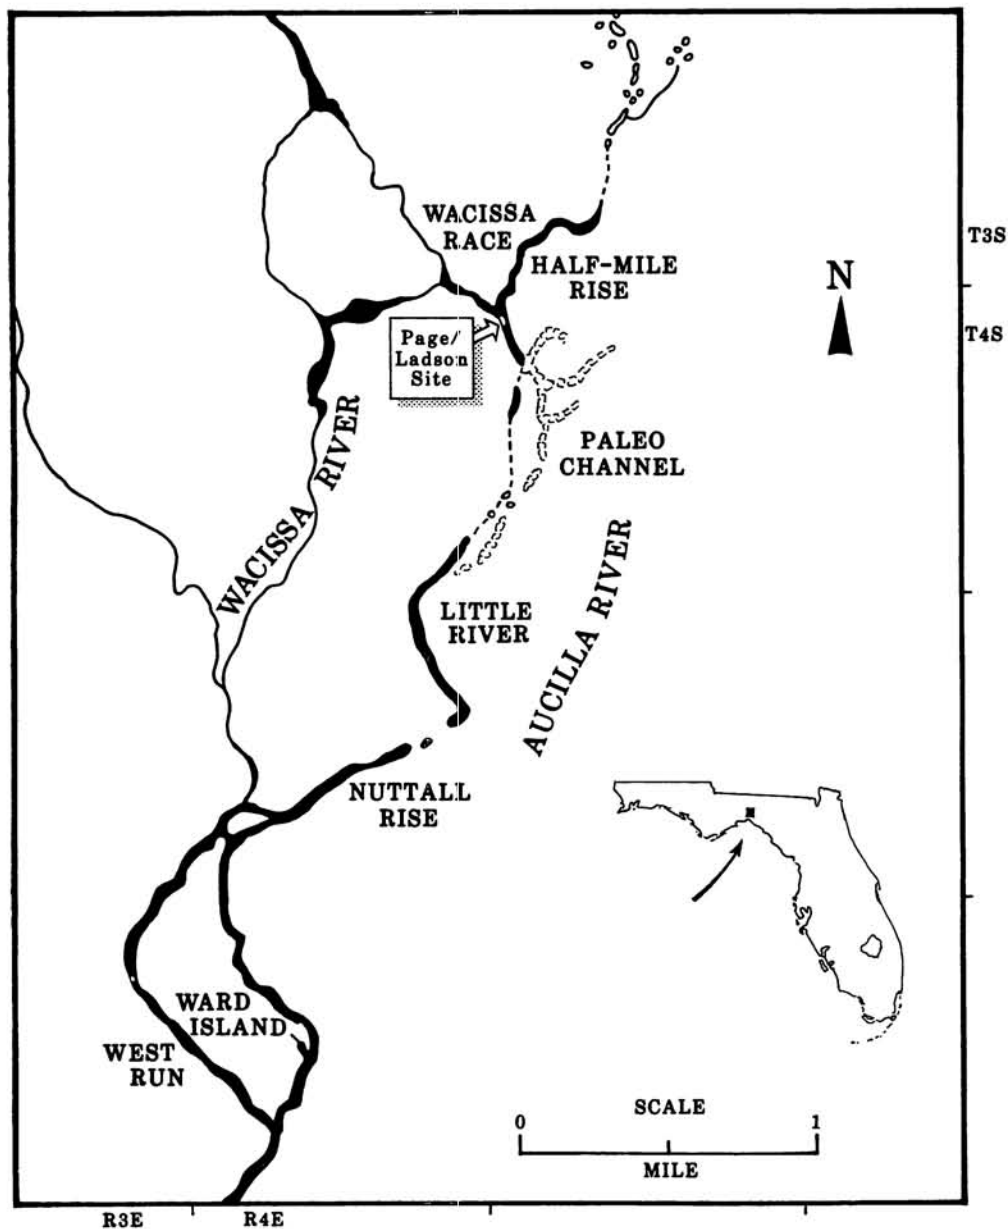 WACISSA
RACE
T3S
HALF-MILE
RISE
N
T4S
Page/
Ladson
Site
PALEO
CHANNEL
WACISSA RIVER
AUCILLA RIVER
LITTLE
RIVER
NUTTALL
RISE
WARD
ISLAND
WEST
RUN
SCALE
0 1
MILE
R3E R4E